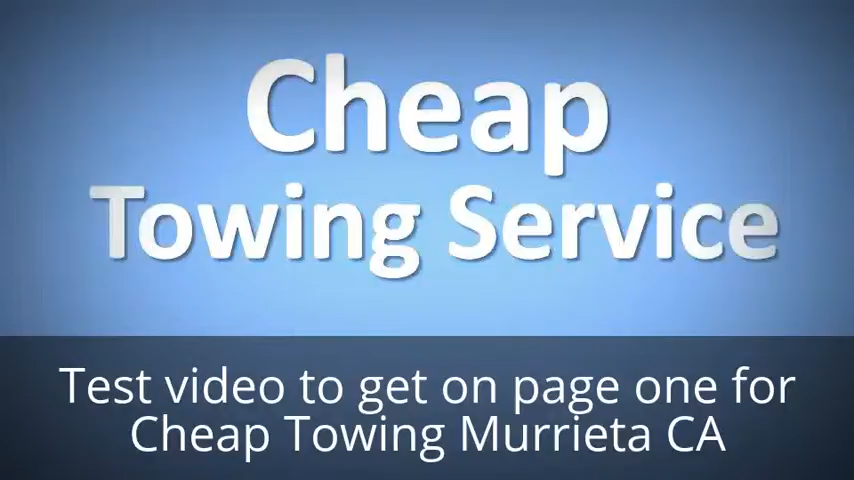 Cheap
Towing Service
Test video to get on page one for
Cheap Towing Murrieta CA